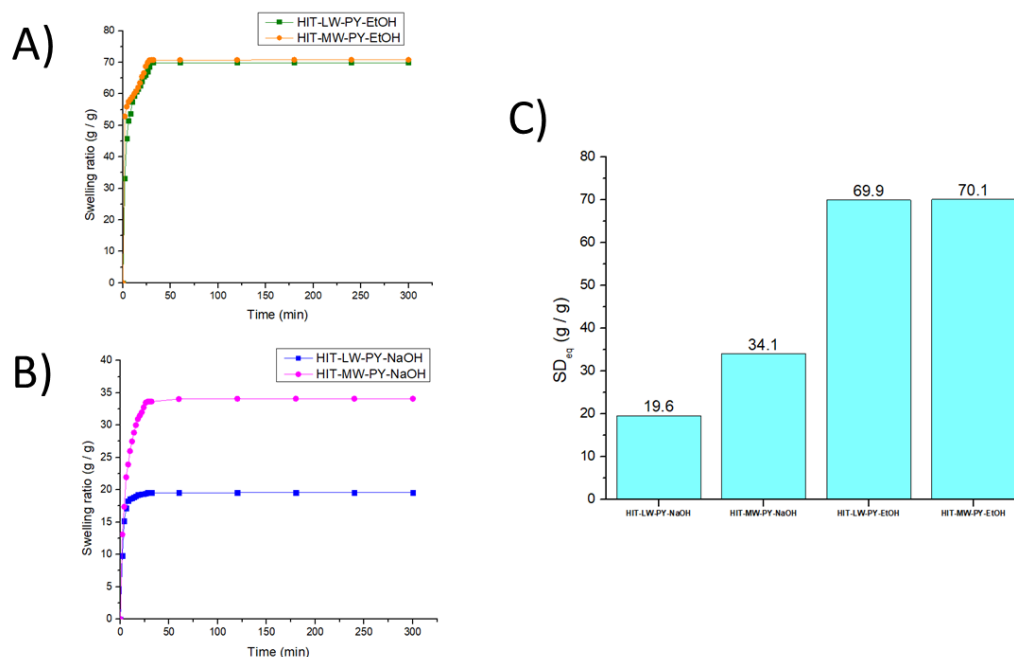 A)
HIT-LW-PY-EtOH
HIT-MW-PY-EtOH
80
70
60
50
40
30
20
10
0
Swelling ratio (g / g)
0 50 100 150 200 250 300
Time (min)
B)
HIT-LW-PY-NaOH
HIT-MW-PY-NaOH
40
35
30
25
20
15
10
5
0
Swelling ratio (g / g)
0 50 100 150 200 250 300
Time (min)
C)
80
70
60
50
40
30
20
10
0
SDeq (g / g)
19.6
34.1
69.9
70.1
HIT-LW-PY-NaOH HIT-MW-PY-NaOH HIT-LW-PY-EtOH HIT-MW-PY-EtOH